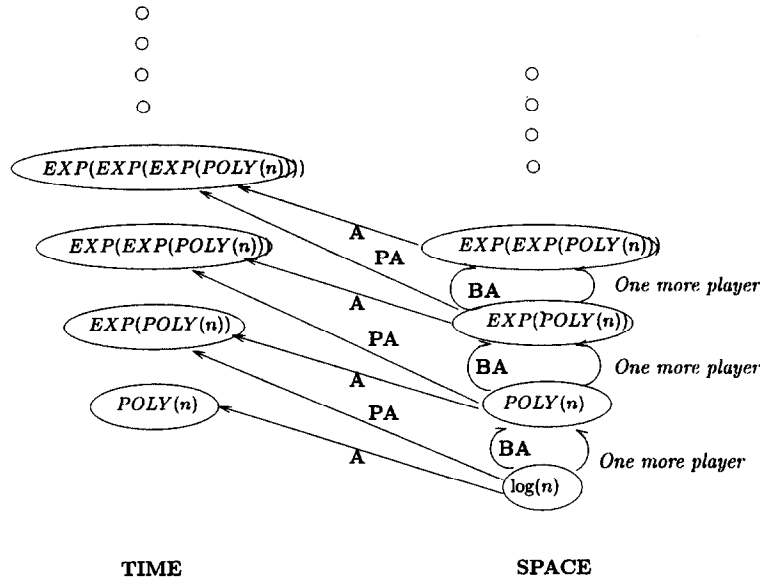 EXP(EXP(EXP(POLY(n))))
A
EXP(EXP(POLY(n)))
EXP(EXP(POLY(n)))
PA
BA
One more player
A
EXP(POLY(n))
EXP(POLY(n))
PA
BA
One more player
A
POLY(n)
POLY(n)
PA
BA
One more player
A
log(n)
TIME
SPACE